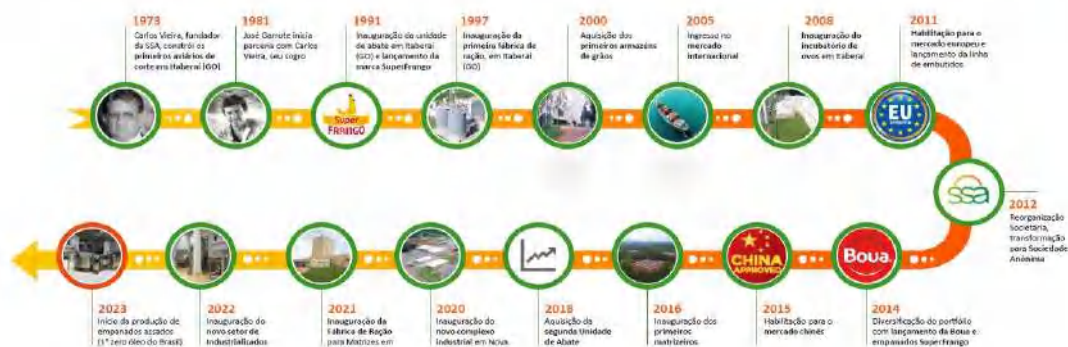 1973
Carlos Vieira, fundador
da SSA, constrói os
primeiros aviários de
corte em Itaberaí (GO)
1981
José Garrote inicia
parceria com Carlos
Vieira, seu sogro
1991
Inauguração da unidade
de abate em Itaberaí
(GO) e lançamento da
marca SuperFrango
1997
Inauguração da
primeira fábrica de
ração, em Itaberaí
(GO)
2000
Aquisição dos
primeiros armazéns
de grãos
2005
Ingresso no
mercado
internacional
2008
Inauguração do
incubatório de
ovos em Itaberaí
2011
Habilitação para o
mercado europeu e
lançamento da linha
de embutidos
Super
FRANGO
EU
ssa
2012
Reorganização
Societária,
transformação
para Sociedade
Anônima
CHINA
APPROVED
Boua
2023
Início da produção de
empanados assados
(1º zero óleo do Brasil)
2022
Inauguração do
novo setor de
Industrializados
2021
Inauguração da
Fábrica de Ração
para Matrizes em
2020
Inauguração do
novo complexo
industrial em Nova
2018
Aquisição da
segunda Unidade
de Abate
2016
Inauguração dos
primeiros
matrizeiros
2015
Habilitação para o
mercado chinês
2014
Diversificação do portfólio
com lançamento da Boua e
empanados SuperFrango